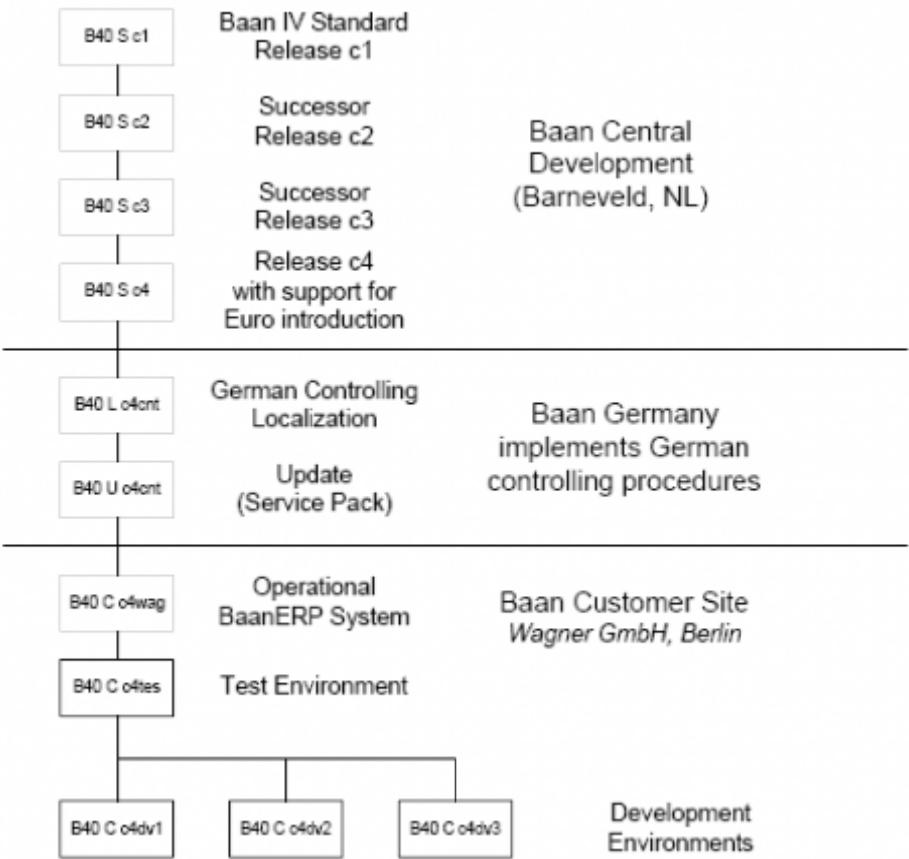 B40 S c1
Baan IV Standard
Release c1
B40 S c2
Successor
Release c2
Baan Central
Development
(Barneveld, NL)
B40 S c3
Successor
Release c3
B40 S c4
Release c4
with support for
Euro introduction
B40 L c4cnt
German Controlling
Localization
Baan Germany
implements German
controlling procedures
B40 U c4cnt
Update
(Service Pack)
B40 C c4wag
Operational
BaanERP System
Baan Customer Site
Wagner GmbH, Berlin
B40 C c4tes
Test Environment
B40 C c4dv1
B40 C c4dv2
B40 C c4dv3
Development
Environments